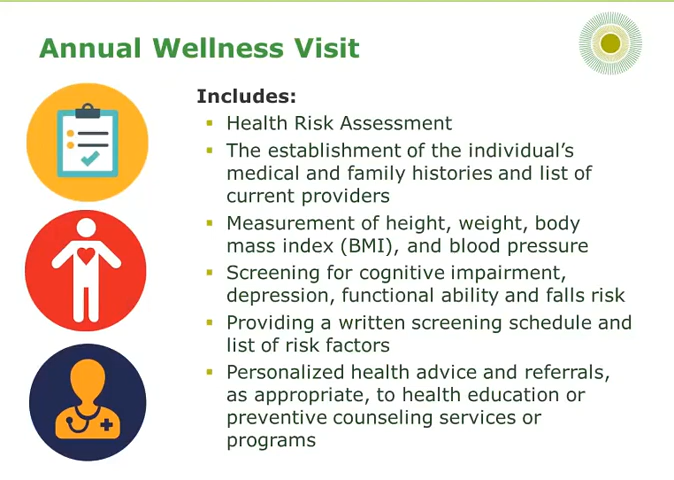 Annual Wellness Visit
Includes:
▪ Health Risk Assessment
▪ The establishment of the individual’s
medical and family histories and list of
current providers
▪ Measurement of height, weight, body
mass index (BMI), and blood pressure
▪ Screening for cognitive impairment,
depression, functional ability and falls risk
▪ Providing a written screening schedule and
list of risk factors
▪ Personalized health advice and referrals,
as appropriate, to health education or
preventive counseling services or
programs